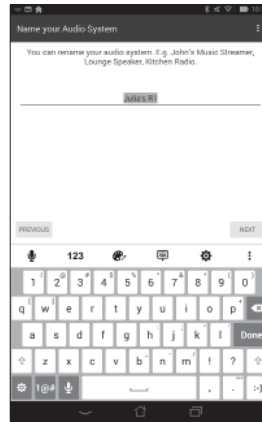 10:
Name your Audio System
You can rename your audio system. E.g. John's Music Streamer,
Lounge Speaker, Kitchen Radio.
Julia's R1
PREVIOUS NEXT
123
1 2 3 4 5 6 7 8 9 0
q w e r t y u i o p
a s d f g h j k l Done
z x c v b n m ! ?
1@# , . :-)